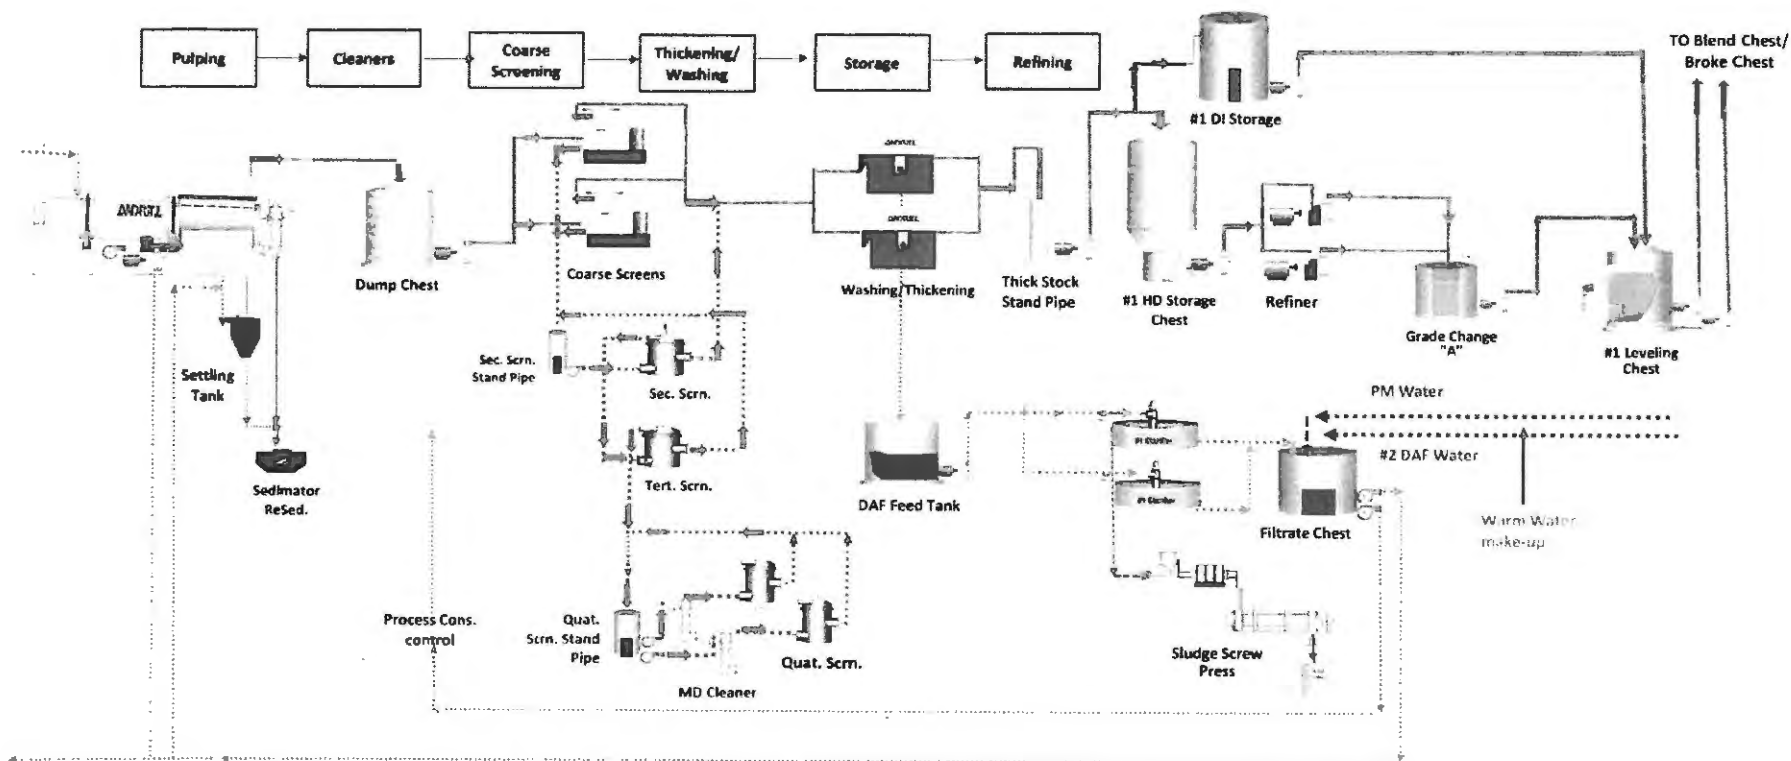 Pulping
Cleaners
Coarse
Screening
Thickening/
Washing
Storage
Refining
TO Blend Chest/
Broke Chest
#1 DI Storage
ANDRITZ
Dump Chest
Coarse Screens
Washing/Thickening
Thick Stock
Stand Pipe
#1 HD Storage
Chest
Refiner
Grade Change
"A"
#1 Leveling
Chest
Settling
Tank
Sec. Scrn.
Stand Pipe
Sec. Scrn.
Tert. Scrn.
Sedimator
ReSed.
DAF Feed Tank
PM Water
#2 DAF Water
Filtrate Chest
Warm Water
make-up
Process Cons.
control
Quat.
Scrn. Stand
Pipe
MD Cleaner
Quat. Scrn.
Sludge Screw
Press